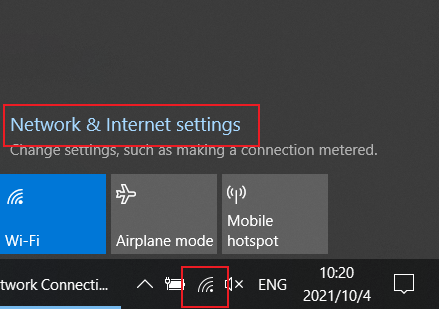 Network & Internet settings
Change settings, such as making a connection metered.
Wi-Fi
Airplane mode
Mobile
hotspot
twork Connecti...
ENG
10:20
2021/10/4